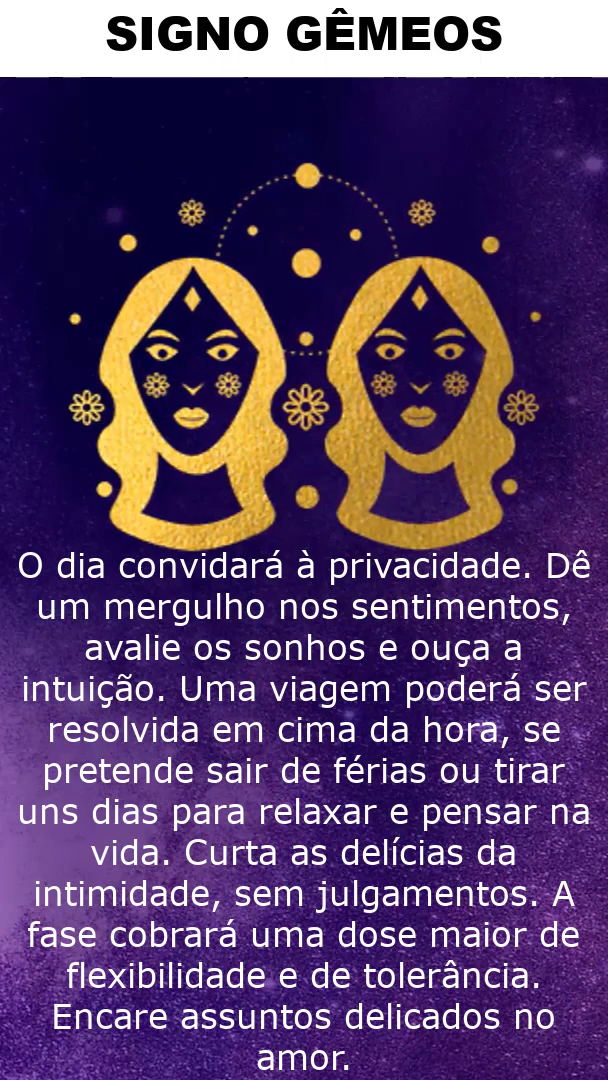 SIGNO GÊMEOS
O dia convidará à privacidade. Dê
um mergulho nos sentimentos,
avalie os sonhos e ouça a
intuição. Uma viagem poderá ser
resolvida em cima da hora, se
pretende sair de férias ou tirar
uns dias para relaxar e pensar na
vida. Curta as delícias da
intimidade, sem julgamentos. A
fase cobrará uma dose maior de
flexibilidade e de tolerância.
Encare assuntos delicados no
amor.